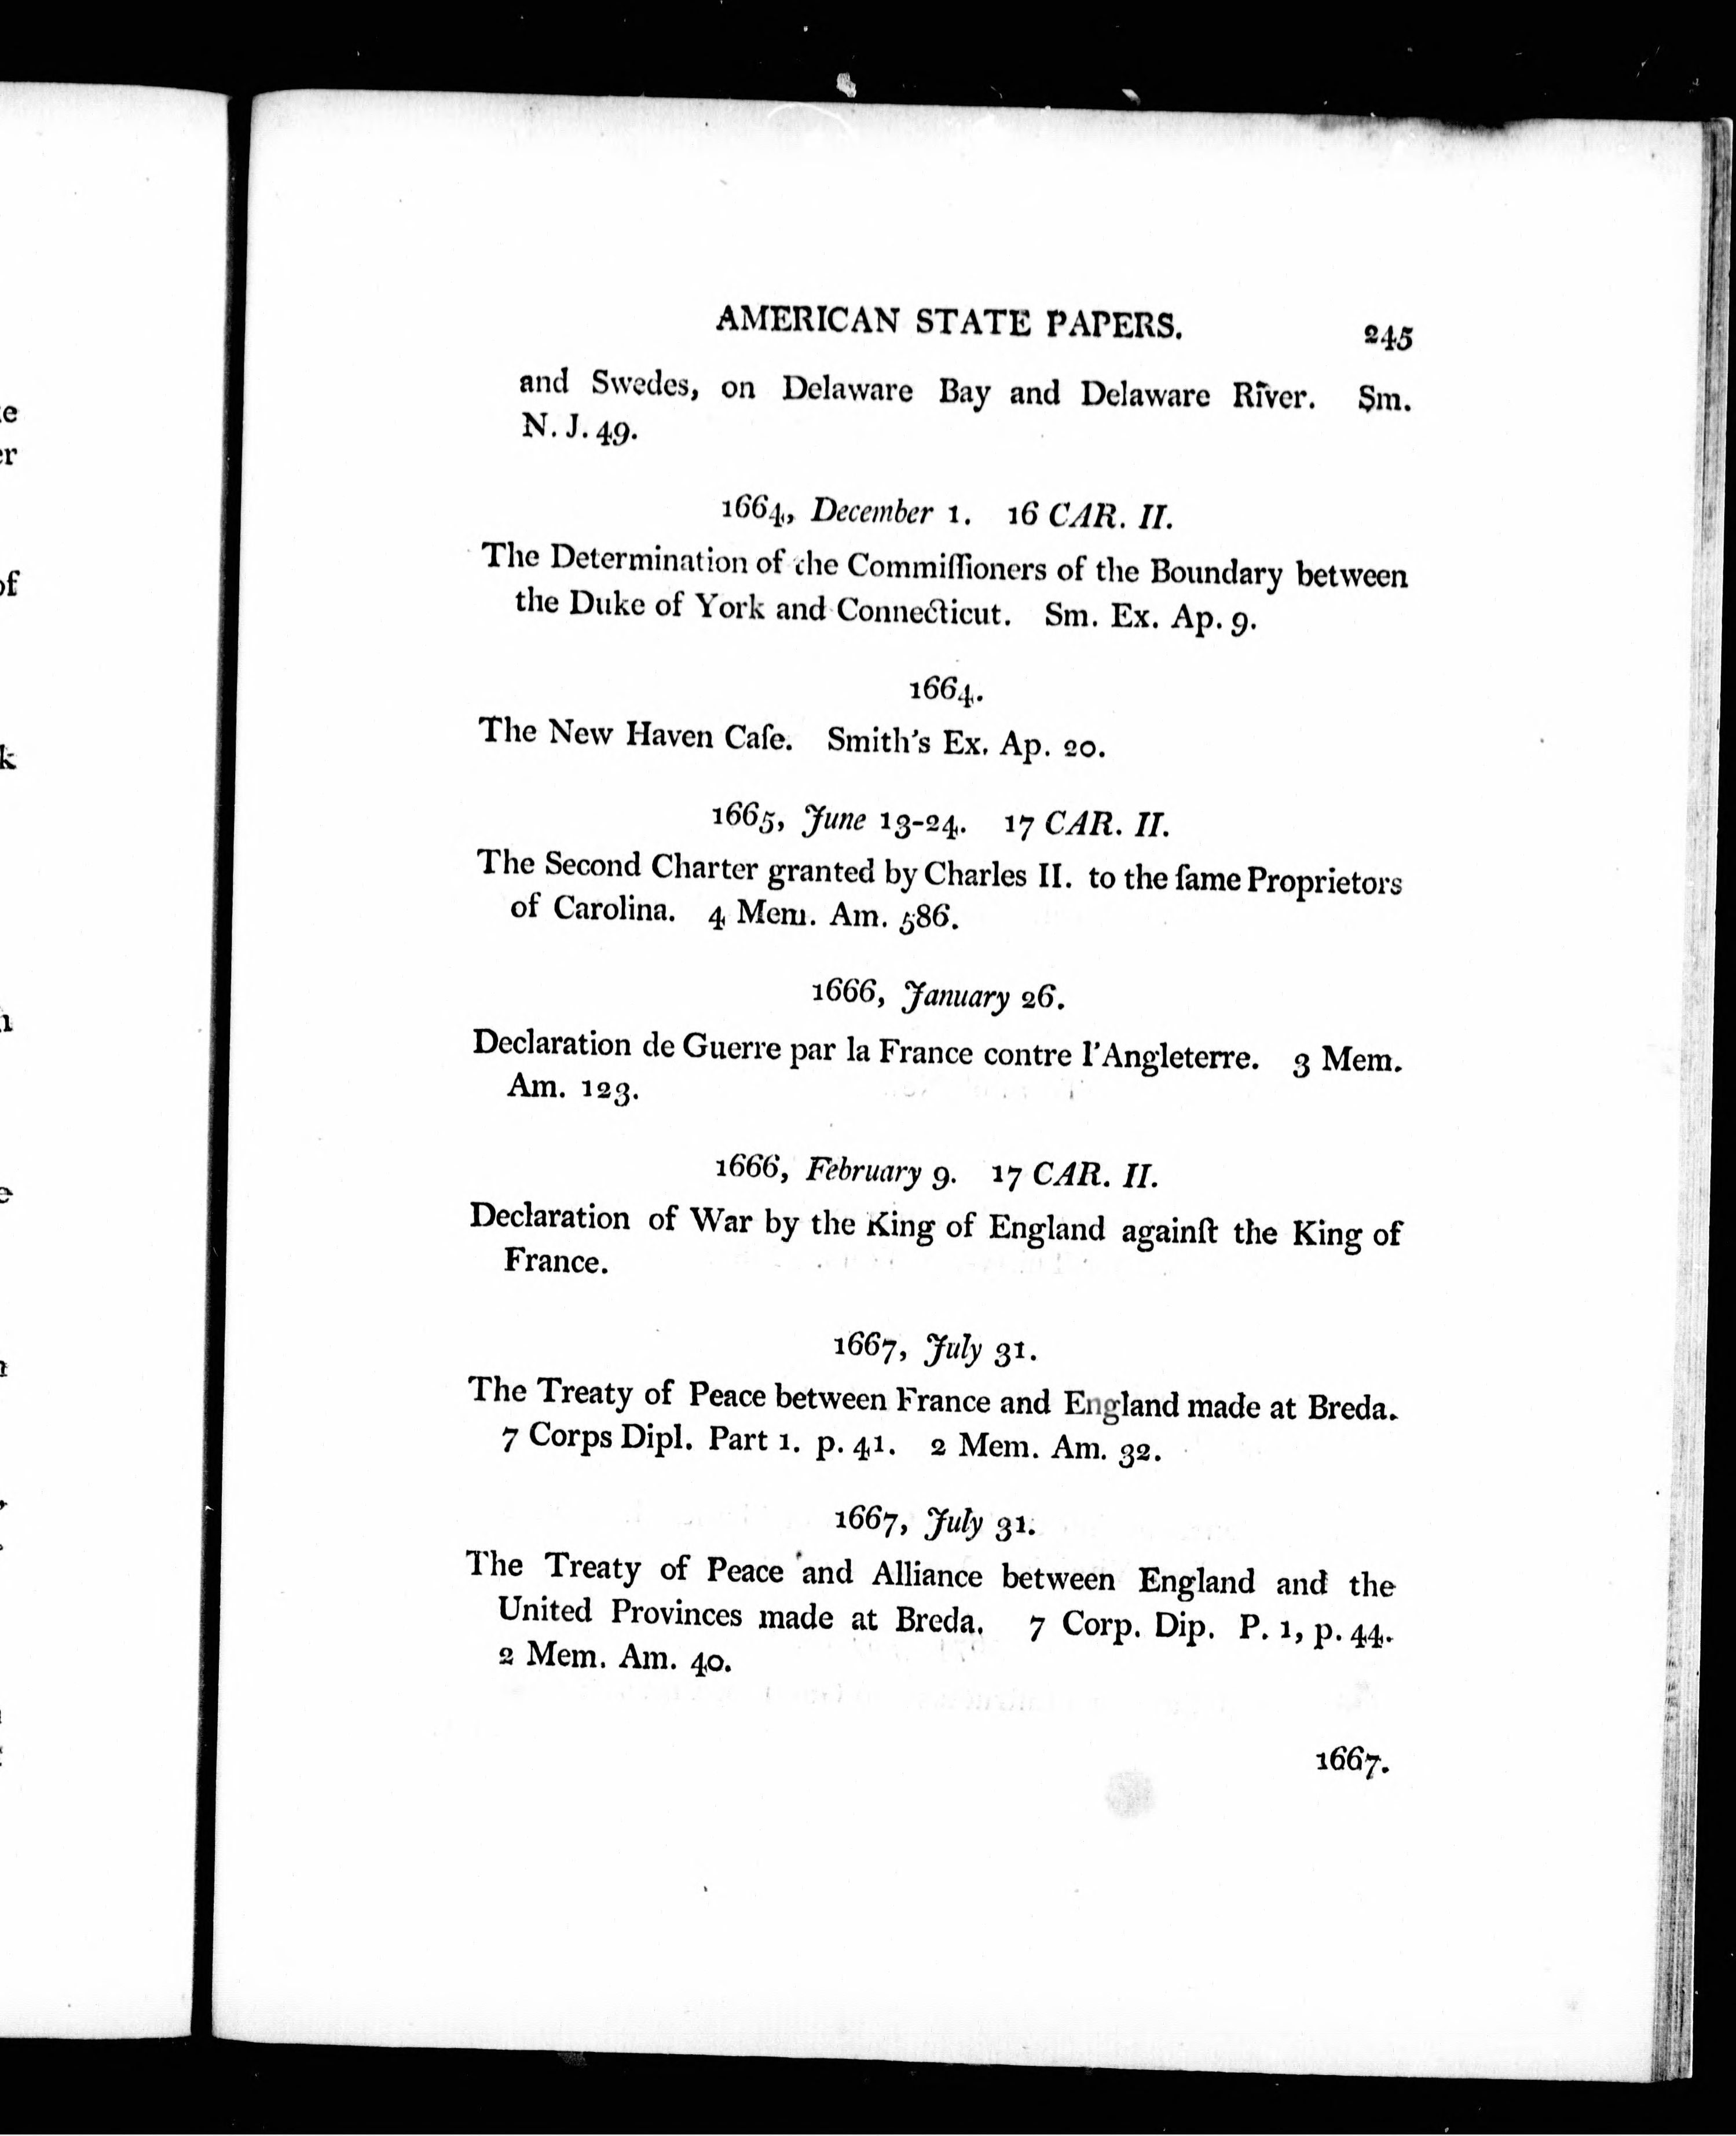 AMERICAN STATE PAPERS. 245
and Swedes, on Delaware Bay and Delaware River. Sm.
N. J. 49.
1664, December 1. 16 CAR. II.
The Determination of the Commiſſioners of the Boundary between
the Duke of York and Connecticut. Sm. Ex. Ap. 9.
1664.
The New Haven Caſe. Smith's Ex. Ap. 20.
1665, June 13-24. 17 CAR. II.
The Second Charter granted by Charles II. to the ſame Proprietors
of Carolina. 4 Mem. Am. 586.
1666, January 26.
Declaration de Guerre par la France contre l'Angleterre. 3 Mem.
Am. 123.
1666, February 9. 17 CAR. II.
Declaration of War by the King of England againſt the King of
France.
1667, July 31.
The Treaty of Peace between France and England made at Breda.
7 Corps Dipl. Part 1. p. 41. 2 Mem. Am. 32.
1667, July 31.
The Treaty of Peace and Alliance between England and the
United Provinces made at Breda. 7 Corp. Dip. P. 1, p. 44.
2 Mem. Am. 40.
1667.